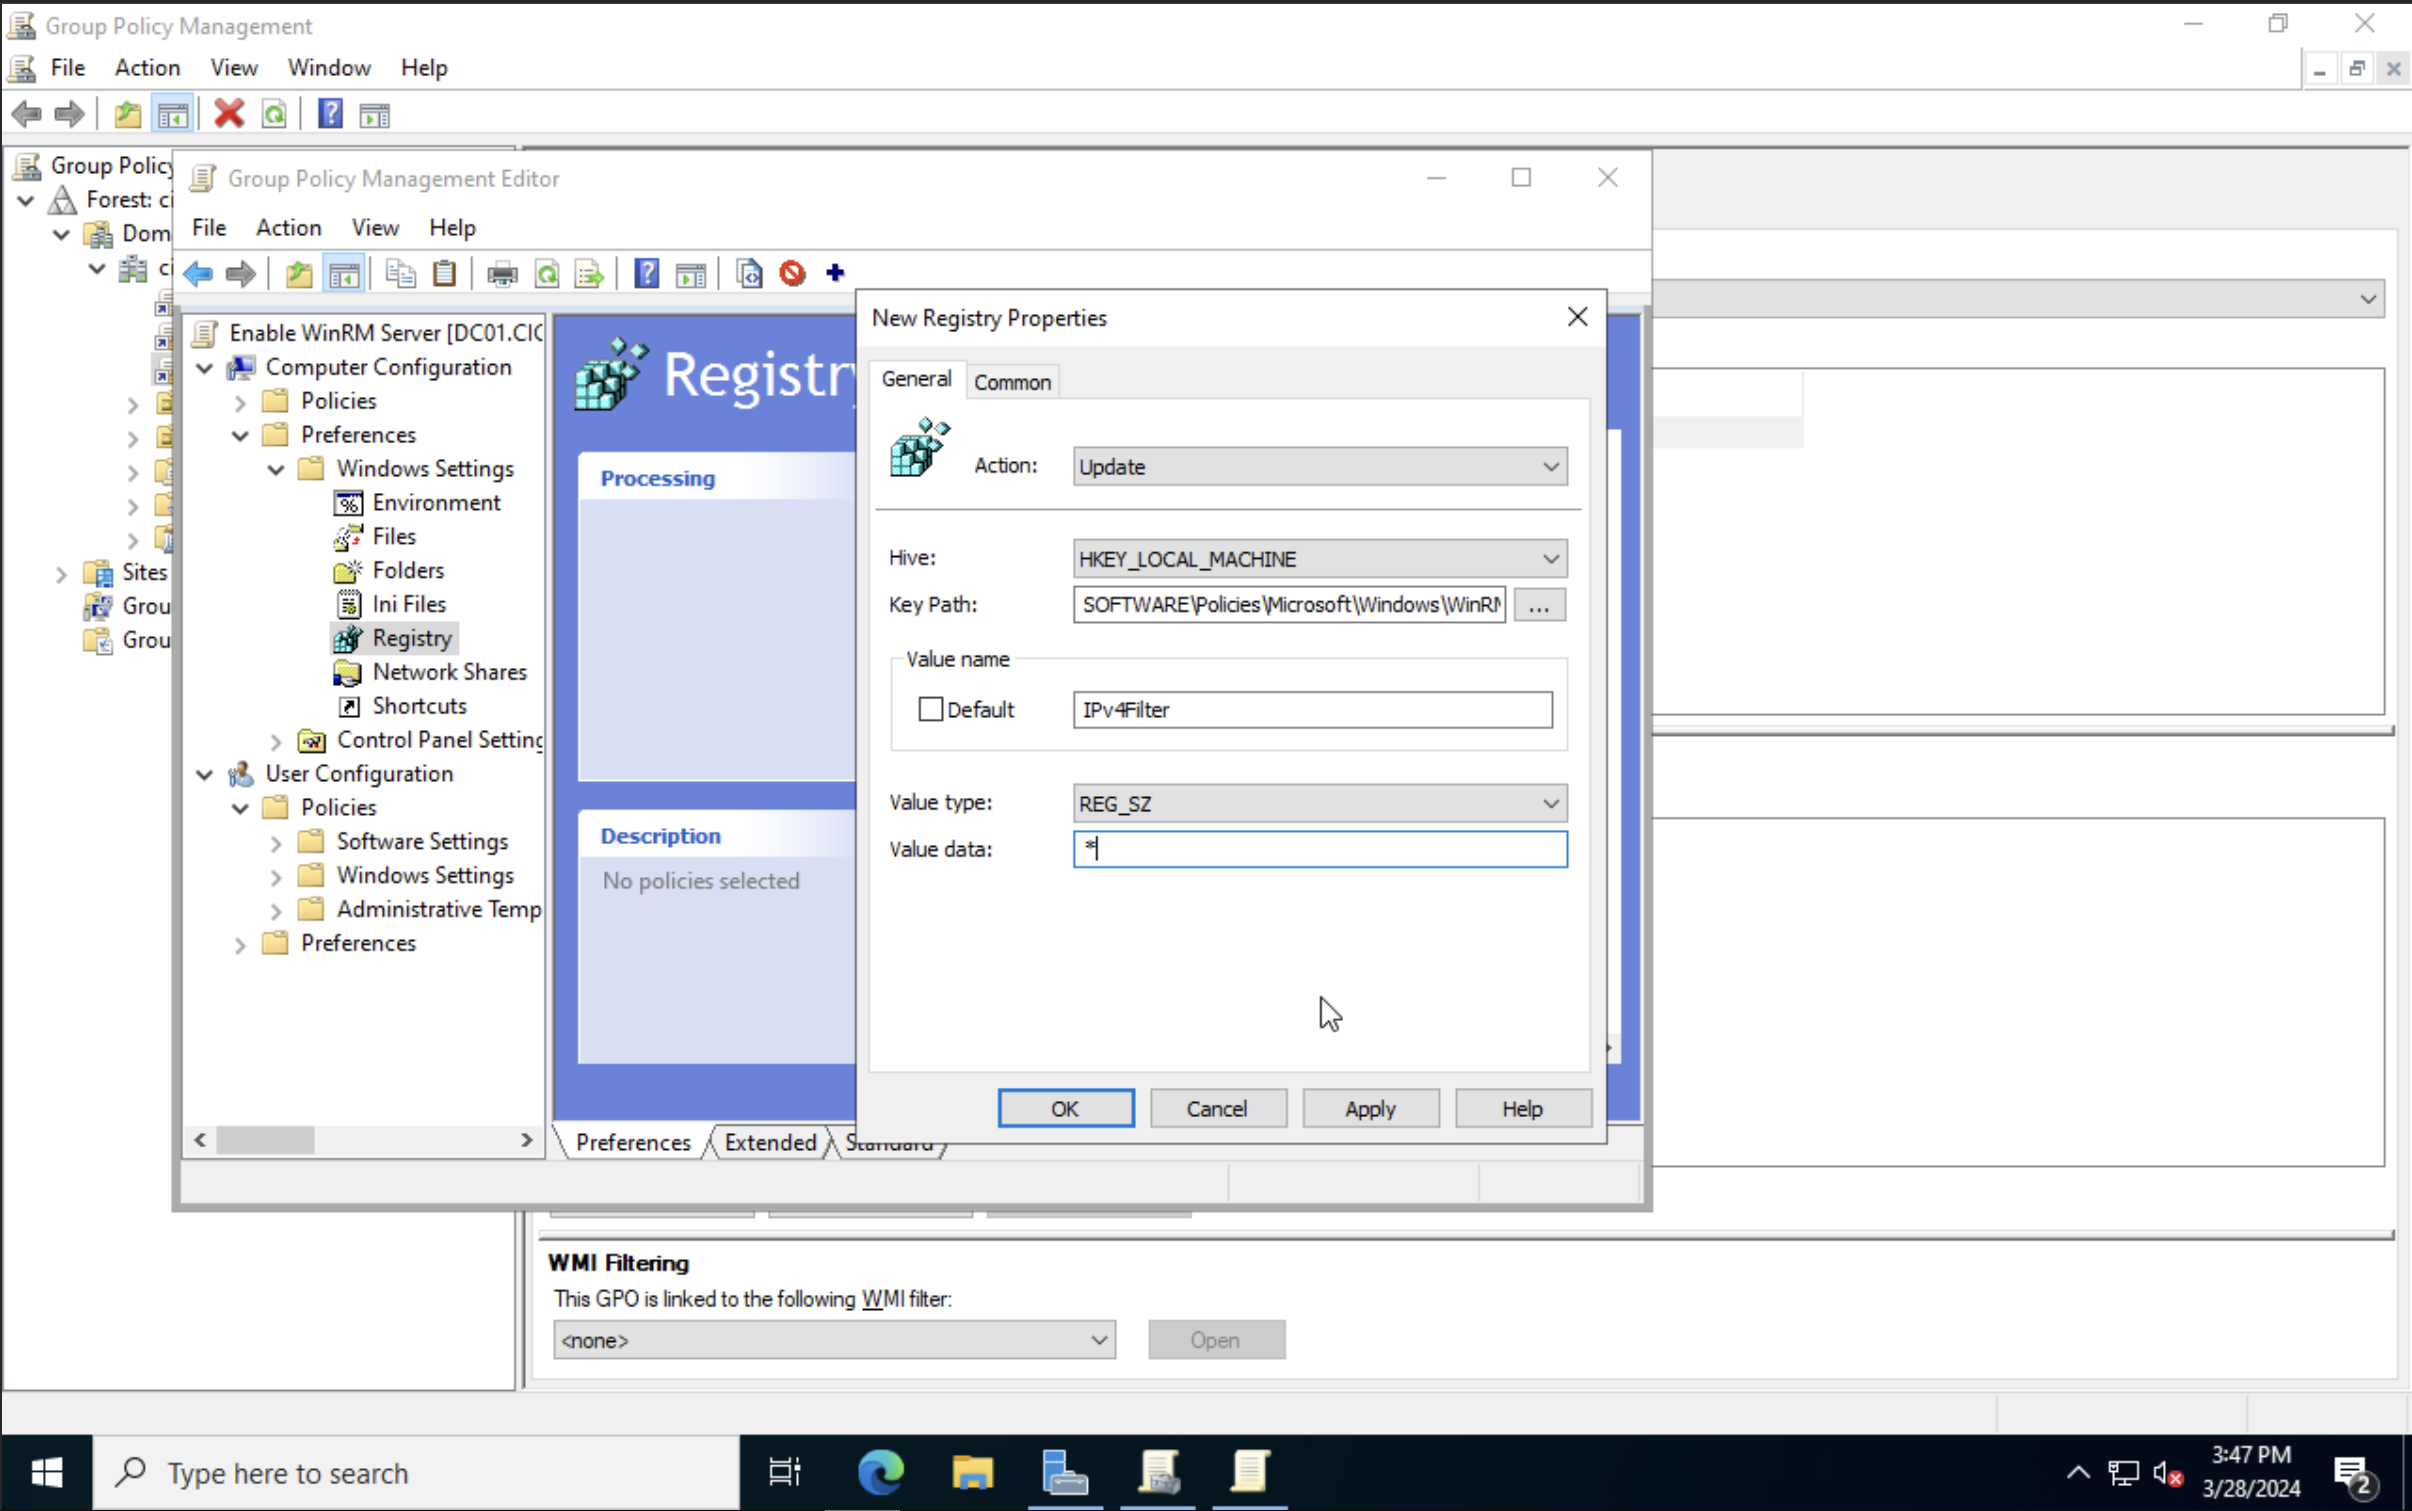 Group Policy Management
File Action View Window Help
Group Policy
Forest: ci
Dom
ci
Sites
Grou
Grou
Group Policy Management Editor
File Action View Help
Enable WinRM Server [DC01.CIC
Computer Configuration
Policies
Preferences
Windows Settings
Environment
Files
Folders
Ini Files
Registry
Network Shares
Shortcuts
Control Panel Setting
User Configuration
Policies
Software Settings
Windows Settings
Administrative Temp
Preferences
Registry
Processing
Description
No policies selected
Preferences Extended Standard
New Registry Properties
General Common
Action: Update
Hive: HKEY_LOCAL_MACHINE
Key Path: SOFTWARE\Policies\Microsoft\Windows\WinRM ...
Value name
Default IPv4Filter
Value type: REG_SZ
Value data: *
OK Cancel Apply Help
WMI Filtering
This GPO is linked to the following WMI filter:
<none> Open
Type here to search
3:47 PM
3/28/2024
2